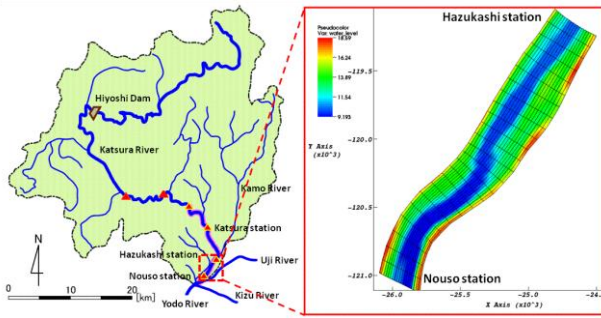 Hazukashi station
Pseudocolor
Var: water_level
18.59
16.24
13.89
11.54
9.195
-119.5
-120.0
-120.5
-121.0
Y Axis
(x10^3)
Nouso station
-26.0
-25.5
-25.0
-24.
X Axis (x10^3)
Hiyoshi Dam
Katsura River
Kamo River
Katsura station
Hazukashi station
Uji River
Nouso station
Kizu River
Yodo River
N
0
10
20
[km]